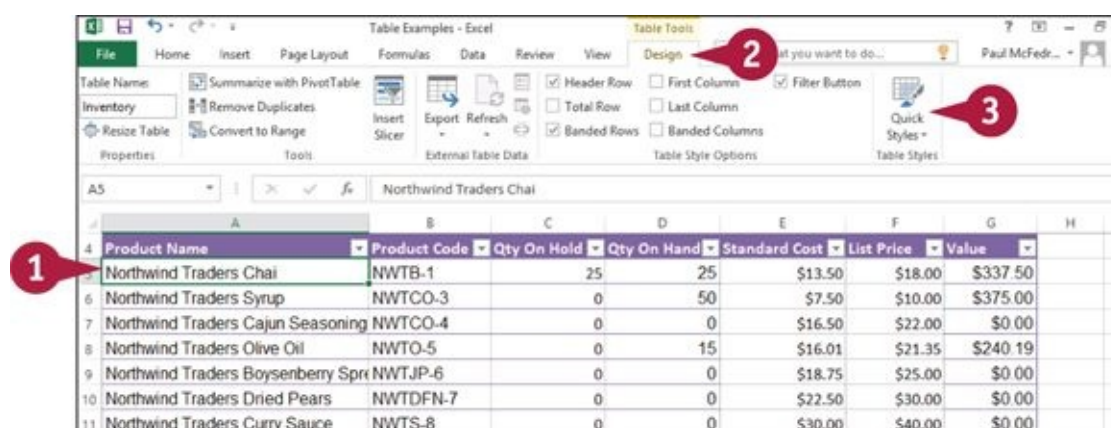 Table Examples - Excel
Table Tools
File Home Insert Page Layout Formulas Data Review View Design at you want to do... Paul McFedr...
Table Name:
Inventory
Resize Table
Properties
Summarize with PivotTable
Remove Duplicates
Convert to Range
Tools
Insert Slicer
Export Refresh
External Table Data
Header Row First Column Filter Button
Total Row Last Column
Banded Rows Banded Columns
Table Style Options
Quick Styles
Table Styles
A5 fx Northwind Traders Chai
A B C D E F G H
4 Product Name Product Code Qty On Hold Qty On Hand Standard Cost List Price Value
Northwind Traders Chai NWTB-1 25 25 $13.50 $18.00 $337.50
6 Northwind Traders Syrup NWTCO-3 0 50 $7.50 $10.00 $375.00
7 Northwind Traders Cajun Seasoning NWTCO-4 0 0 $16.50 $22.00 $0.00
8 Northwind Traders Olive Oil NWTO-5 0 15 $16.01 $21.35 $240.19
9 Northwind Traders Boysenberry Spre NWTJP-6 0 0 $18.75 $25.00 $0.00
10 Northwind Traders Dried Pears NWTDFN-7 0 0 $22.50 $30.00 $0.00
11 Northwind Traders Curry Sauce NWTS-8 0 0 $30.00 $40.00 $0.00
1
2
3